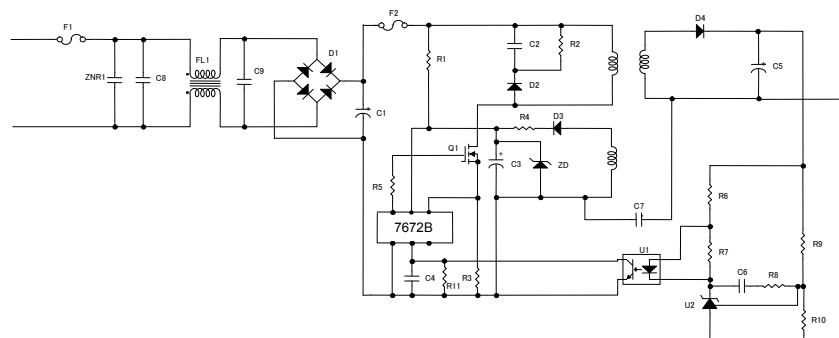 F1
F2
D4
ZNR1
C8
FL1
C9
D1
R1
C2
R2
C5
D2
C1
R4
D3
Q1
C3
ZD
R5
R6
C7
7672B
U1
R7
R9
C4
R11
R3
C6
R8
U2
R10